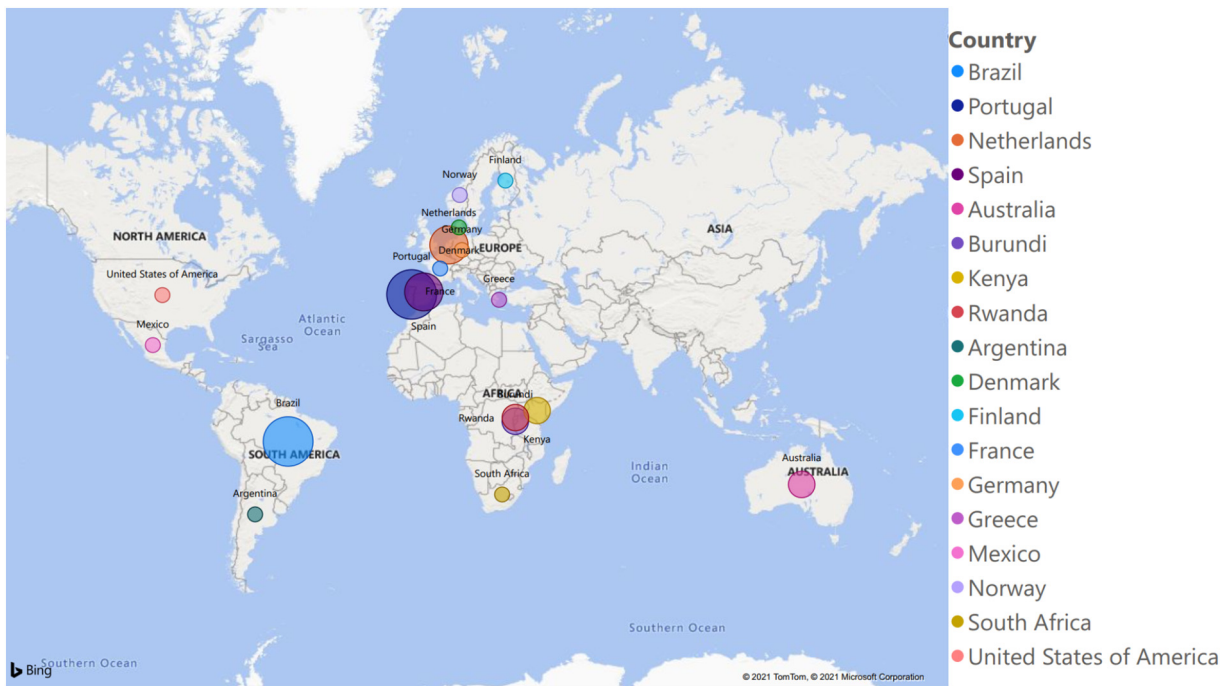 Finland
Norway
Netherlands
Germany
NORTH AMERICA
ASIA
EUROPE
Denmark
Portugal
United States of America
Greece
France
Atlantic
Ocean
Mexico
Spain
Sargasso
Sea
AFRICA
Burundi
Brazil
Rwanda
Kenya
SOUTH AMERICA
Australia
AUSTRALIA
Indian
Ocean
South Africa
Argentina
Southern Ocean
Southern Ocean
Bing
© 2021 TomTom, © 2021 Microsoft Corporation
Country
Brazil
Portugal
Netherlands
Spain
Australia
Burundi
Kenya
Rwanda
Argentina
Denmark
Finland
France
Germany
Greece
Mexico
Norway
South Africa
United States of America